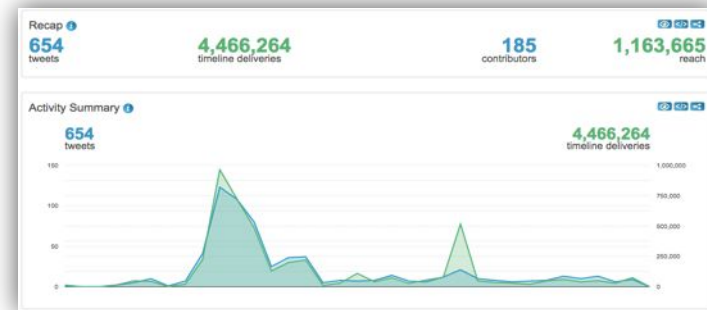 Recap
654
tweets
4,466,264
timeline deliveries
185
contributors
1,163,665
reach
Activity Summary
654
tweets
4,466,264
timeline deliveries
150
100
50
0
1,000,000
750,000
500,000
250,000
0